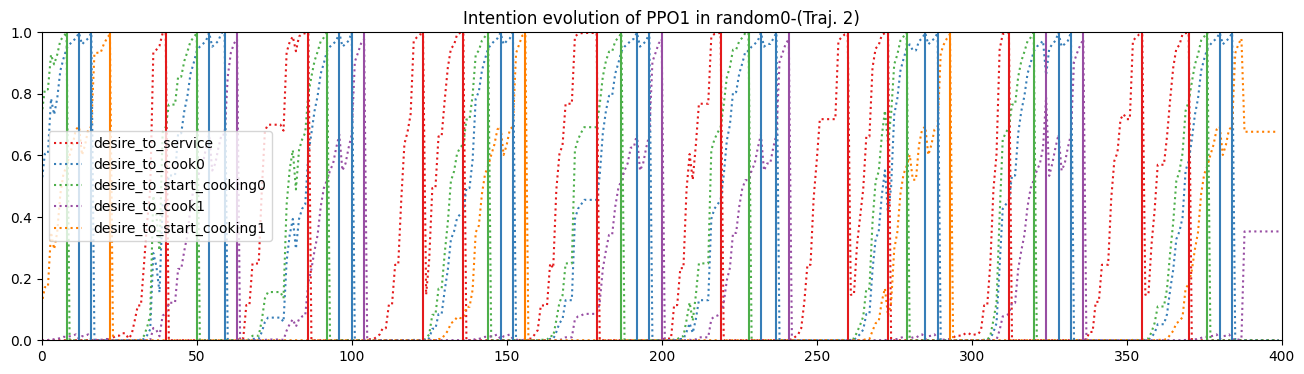 Intention evolution of PPO1 in random0-(Traj. 2)
1.0
0.8
0.6
0.4
0.2
0.0
desire_to_service
desire_to_cook0
desire_to_start_cooking0
desire_to_cook1
desire_to_start_cooking1
0 50 100 150 200 250 300 350 400